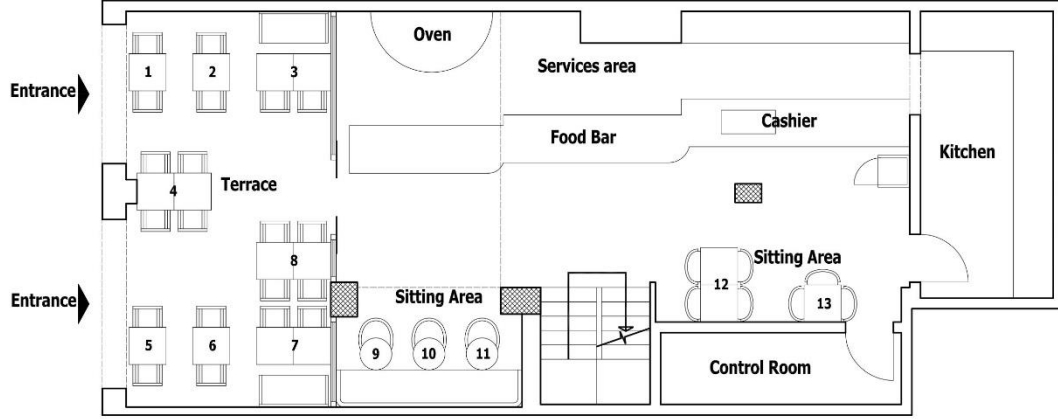 Oven
Services area
1
2
3
Entrance
Cashier
Food Bar
Kitchen
4
Terrace
8
Sitting Area
12
Entrance
Sitting Area
13
5
6
7
9
10
11
Control Room